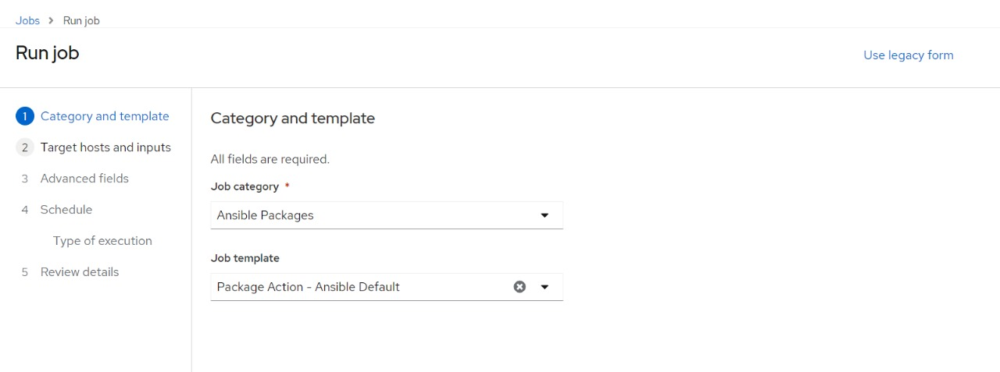 Jobs > Run job
Run job
Use legacy form
1 Category and template
2 Target hosts and inputs
3 Advanced fields
4 Schedule
Type of execution
5 Review details
Category and template
All fields are required.
Job category *
Ansible Packages
Job template
Package Action - Ansible Default